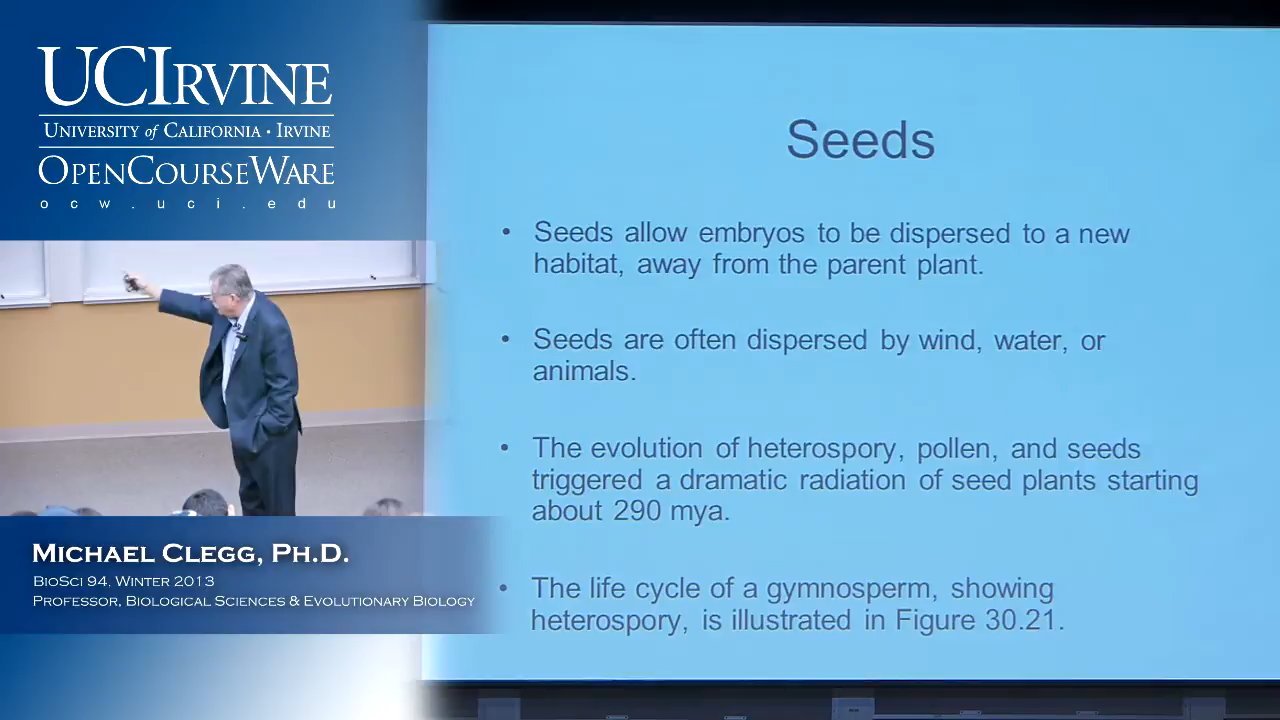 UCIRVINE
UNIVERSITY of CALIFORNIA · IRVINE
OPENCOURSEWARE
ocw.uci.edu
Seeds
• Seeds allow embryos to be dispersed to a new
habitat, away from the parent plant.
• Seeds are often dispersed by wind, water, or
animals.
• The evolution of heterospory, pollen, and seeds
triggered a dramatic radiation of seed plants starting
about 290 mya.
• The life cycle of a gymnosperm, showing
heterospory, is illustrated in Figure 30.21.
MICHAEL CLEGG, PH.D.
BIOSCI 94, WINTER 2013
PROFESSOR, BIOLOGICAL SCIENCES & EVOLUTIONARY BIOLOGY